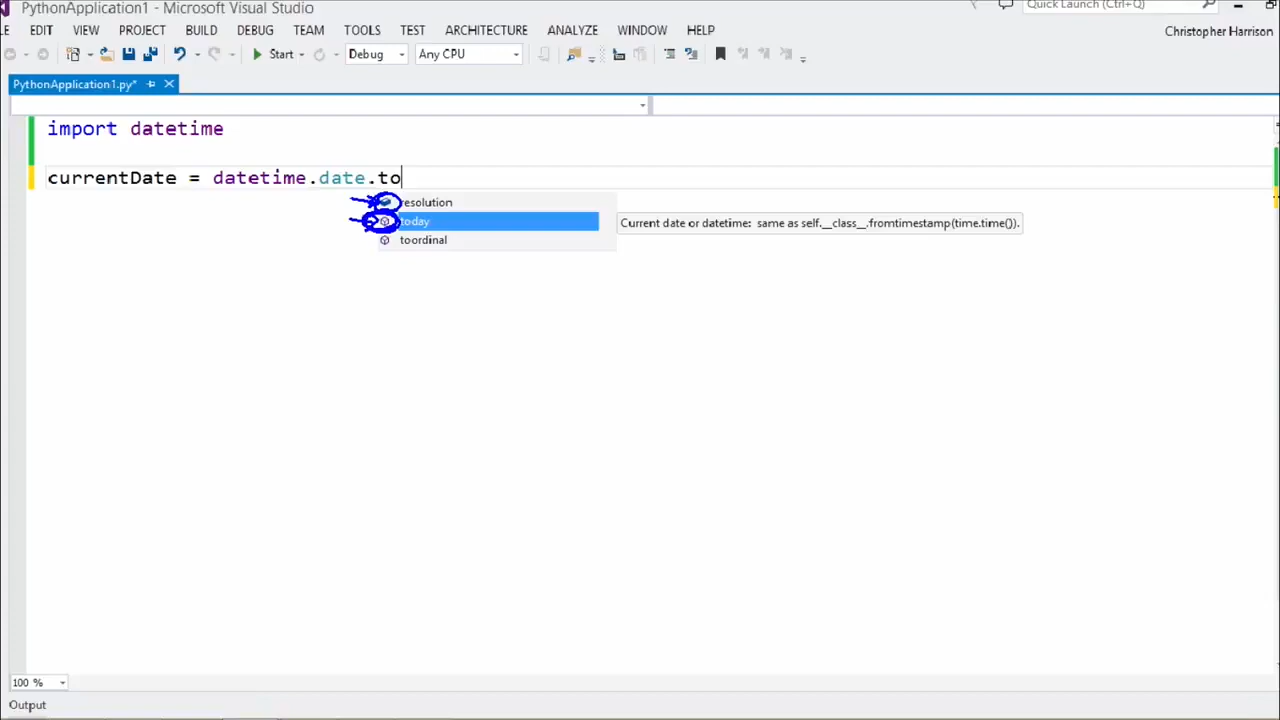 PythonApplication1 - Microsoft Visual Studio
Quick Launch (Ctrl+Q)
EDIT VIEW PROJECT BUILD DEBUG TEAM TOOLS TEST ARCHITECTURE ANALYZE WINDOW HELP
Christopher Harrison
Start Debug Any CPU
PythonApplication1.py*
import datetime
currentDate = datetime.date.to
resolution
today
Current date or datetime: same as self.__class__.fromtimestamp(time.time()).
toordinal
100 %
Output